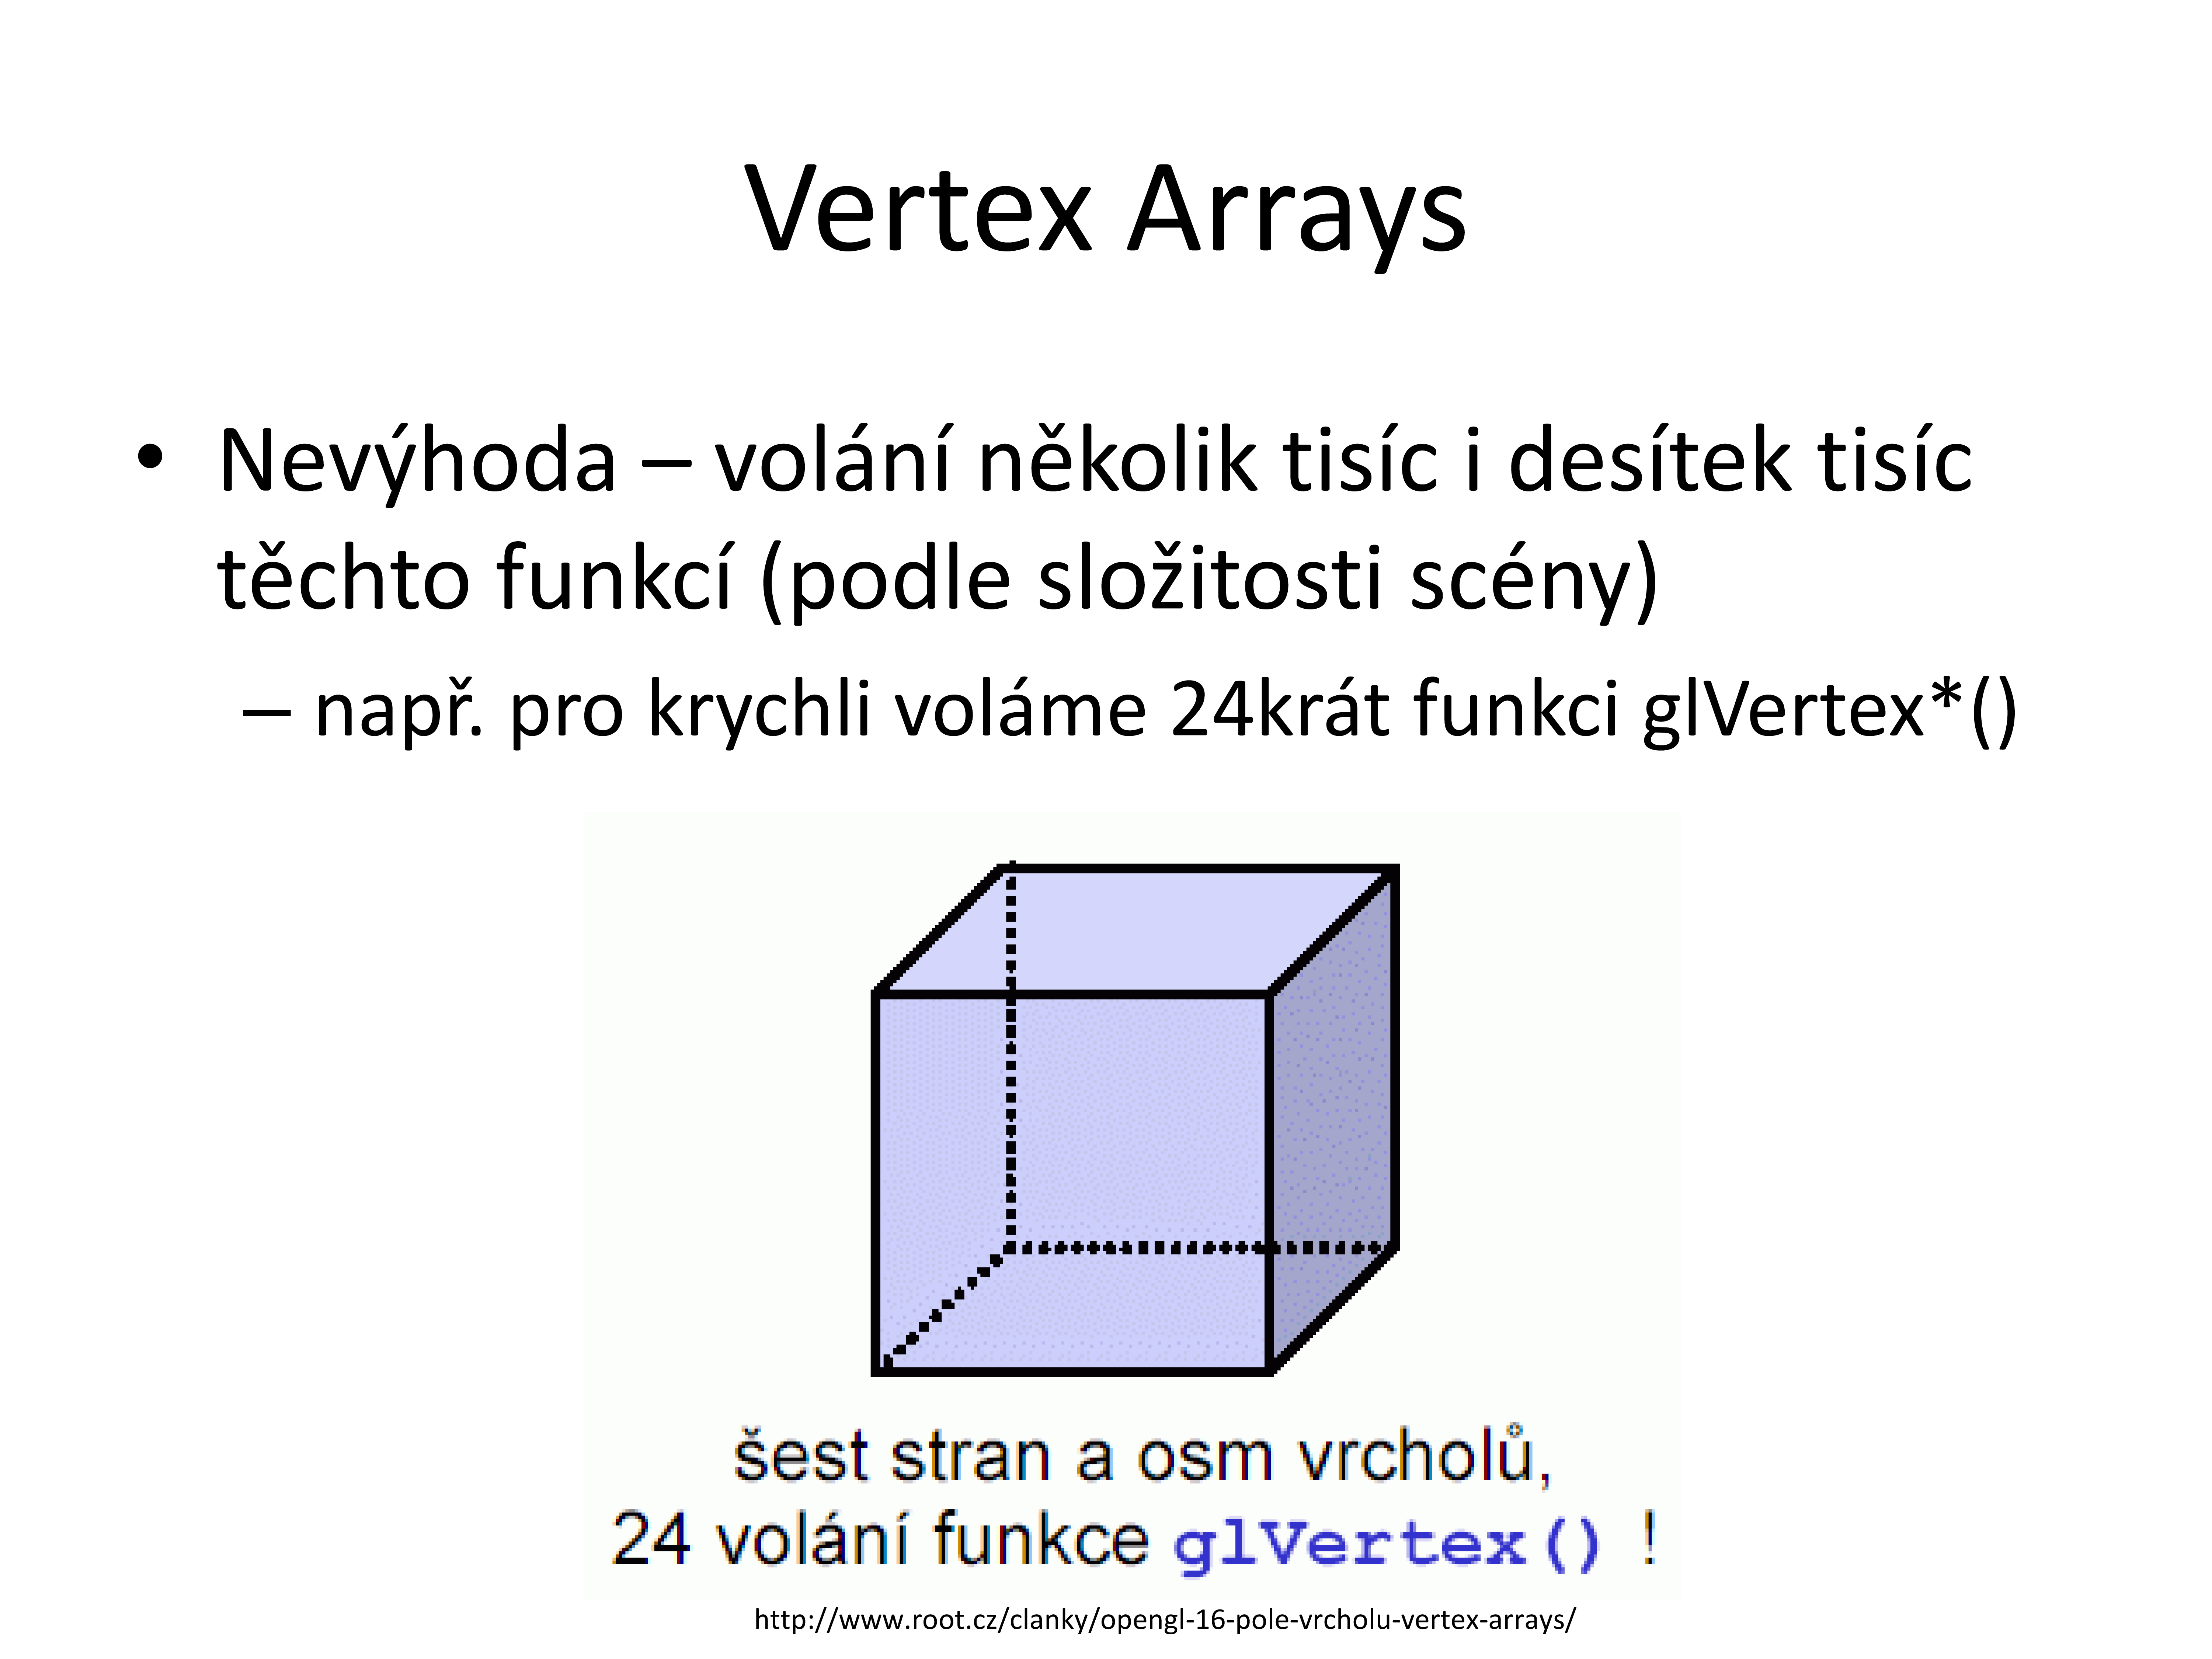 Vertex Arrays
• Nevýhoda – volání několik tisíc i desítek tisíc
těchto funkcí (podle složitosti scény)
– např. pro krychli voláme 24krát funkci glVertex*()
šest stran a osm vrcholů,
24 volání funkce glVertex() !
http://www.root.cz/clanky/opengl-16-pole-vrcholu-vertex-arrays/